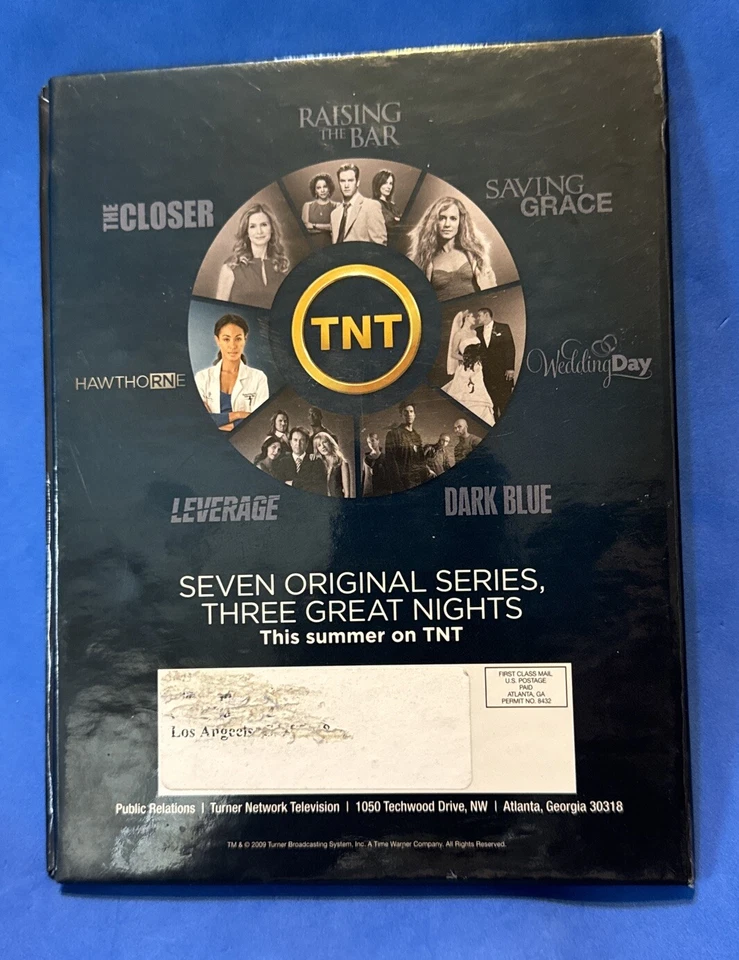 RAISING
THE BAR
THE CLOSER
SAVING
GRACE
TNT
HAWTHORNE
WeddingDay
LEVERAGE
DARK BLUE
SEVEN ORIGINAL SERIES,
THREE GREAT NIGHTS
This summer on TNT
FIRST CLASS MAIL
U.S. POSTAGE
PAID
ATLANTA, GA
PERMIT NO. 8432
Los Angeels
Public Relations | Turner Network Television | 1050 Techwood Drive, NW | Atlanta, Georgia 30318
TM & © 2009 Turner Broadcasting System, Inc. A Time Warner Company. All Rights Reserved.